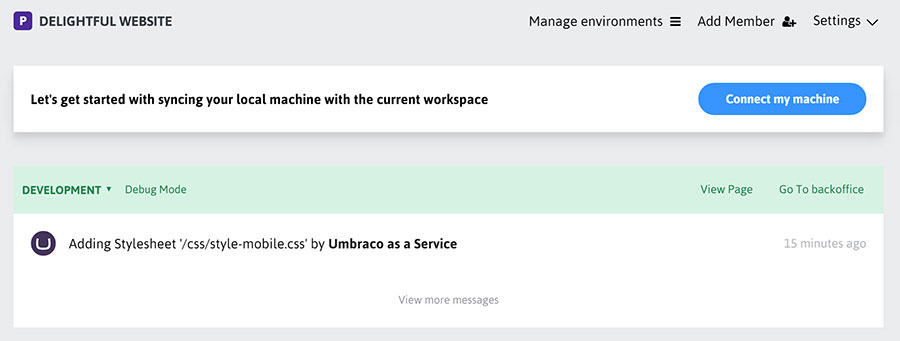 P DELIGHTFUL WEBSITE Manage environments Add Member Settings
Let's get started with syncing your local machine with the current workspace Connect my machine
DEVELOPMENT Debug Mode View Page Go To backoffice
Adding Stylesheet '/css/style-mobile.css' by Umbraco as a Service 15 minutes ago
View more messages